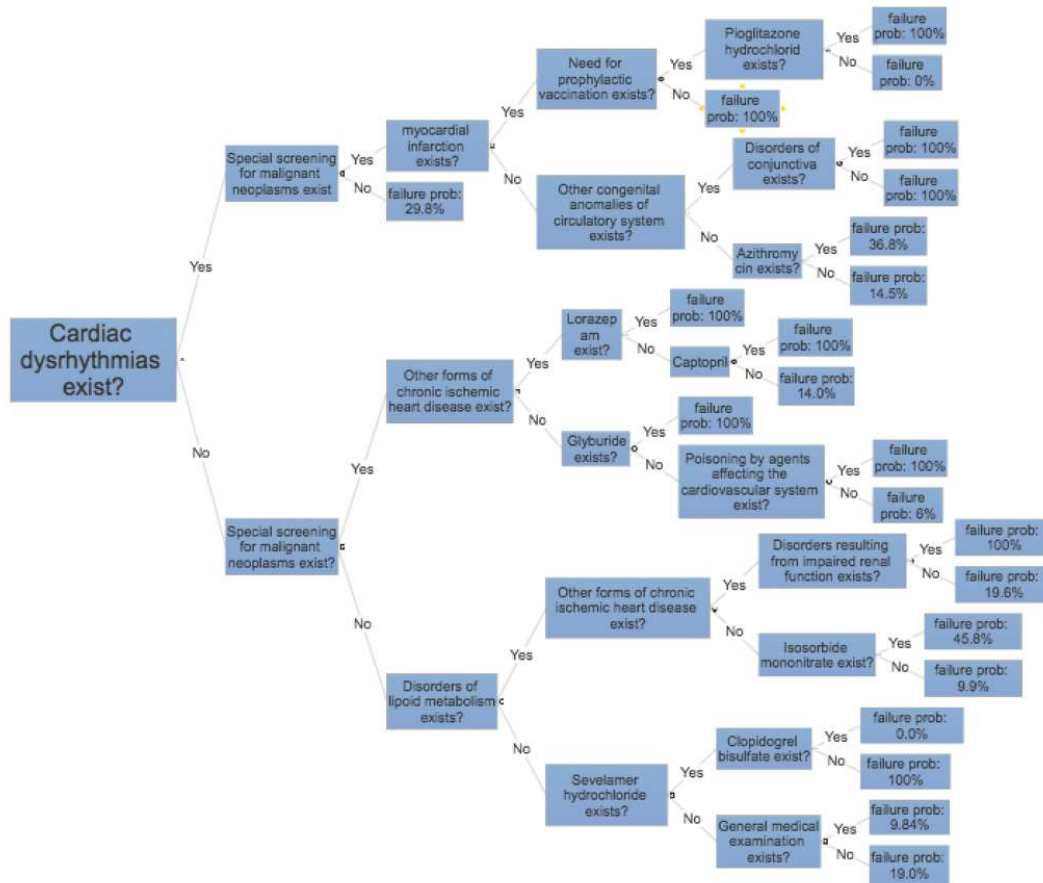 Cardiac
dysrhythmias
exist?
Yes
No
Special screening
for malignant
neoplasms exist
Yes
No
myocardial
infarction
exists?
failure prob:
29.8%
Yes
No
Need for
prophylactic
vaccination exists?
Yes
No
Pioglitazone
hydrochlorid
exists?
Yes
No
failure
prob: 100%
failure
prob: 0%
failure
prob: 100%
Other congenital
anomalies of
circulatory system
exists?
Yes
No
Disorders of
conjunctiva
exists?
Yes
No
failure
prob: 100%
failure
prob: 100%
Azithromy
cin exists?
Yes
No
failure prob:
36.8%
failure prob:
14.5%
Special screening
for malignant
neoplasms exist?
Yes
No
Other forms of
chronic ischemic
heart disease exist?
Yes
No
Lorazep
am exist?
Yes
No
failure
prob: 100%
Captopril
Yes
No
failure
prob: 100%
failure prob:
14.0%
Glyburide
exists?
Yes
No
failure
prob: 100%
Poisoning by agents
affecting the
cardiovascular system
exist?
Yes
No
failure
prob: 100%
failure
prob: 6%
Disorders of
lipoid metabolism
exists?
Yes
No
Other forms of chronic
ischemic heart disease
exist?
Yes
No
Disorders resulting
from impaired renal
function exists?
Yes
No
failure prob:
100%
failure prob:
19.6%
Isosorbide
mononitrate exist?
Yes
No
failure prob:
45.8%
failure prob:
9.9%
Sevelamer
hydrochloride
exists?
Yes
No
Clopidogrel
bisulfate exist?
Yes
No
failure prob:
0.0%
failure prob:
100%
General medical
examination
exists?
Yes
No
failure prob:
9.84%
failure prob:
19.0%